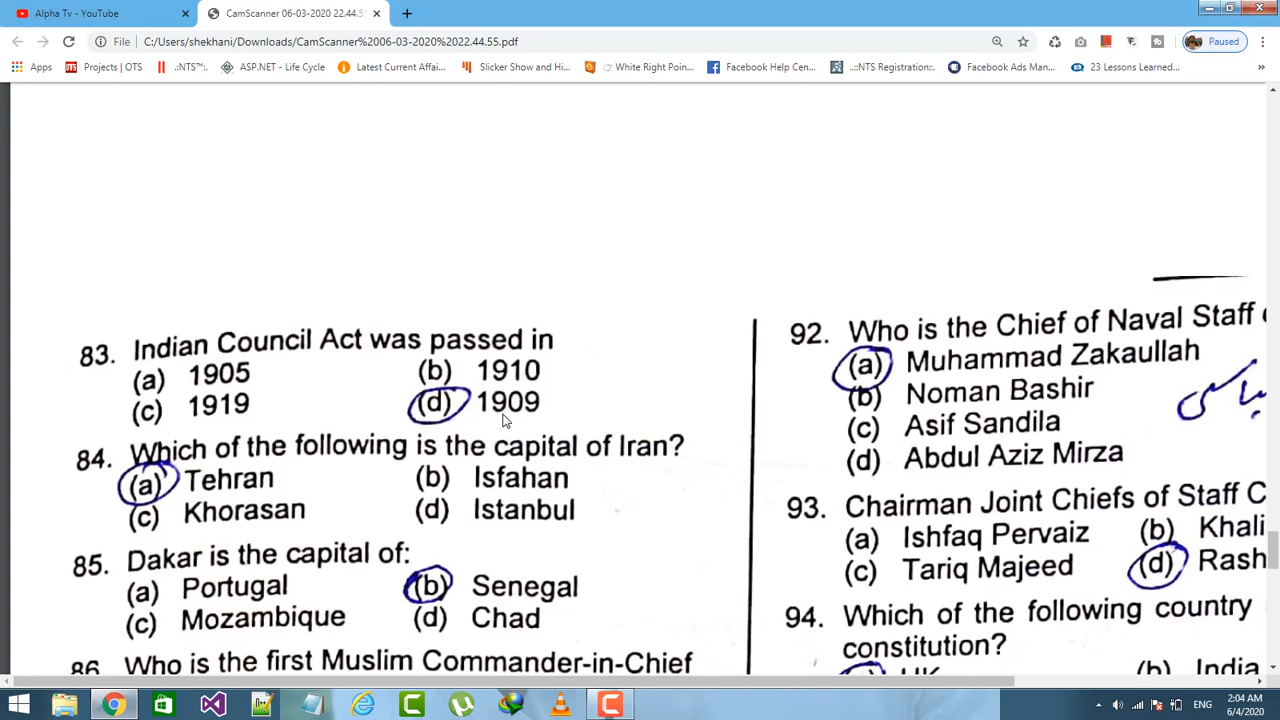 Alpha Tv - YouTube
CamScanner 06-03-2020 22.44.5
File
C:/Users/shekhani/Downloads/CamScanner%2006-03-2020%2022.44.55.pdf
Paused
Apps
Projects | OTS
.:NTS™:.
ASP.NET - Life Cycle
Latest Current Affai...
Slicker Show and Hi...
White Right Poin...
Facebook Help Cen...
..::NTS Registration:..
Facebook Ads Man...
23 Lessons Learned...
83. Indian Council Act was passed in
(a) 1905 (b) 1910
(c) 1919 (d) 1909
84. Which of the following is the capital of Iran?
(a) Tehran (b) Isfahan
(c) Khorasan (d) Istanbul
85. Dakar is the capital of:
(a) Portugal (b) Senegal
(c) Mozambique (d) Chad
86 Who is the first Muslim Commander-in-Chief
92. Who is the Chief of Naval Staff
(a) Muhammad Zakaullah
(b) Noman Bashir
(c) Asif Sandila
(d) Abdul Aziz Mirza
93. Chairman Joint Chiefs of Staff C
(a) Ishfaq Pervaiz (b) Khali
(c) Tariq Majeed (d) Rash
94. Which of the following country
constitution?
UK (b) India
2:04 AM
6/4/2020